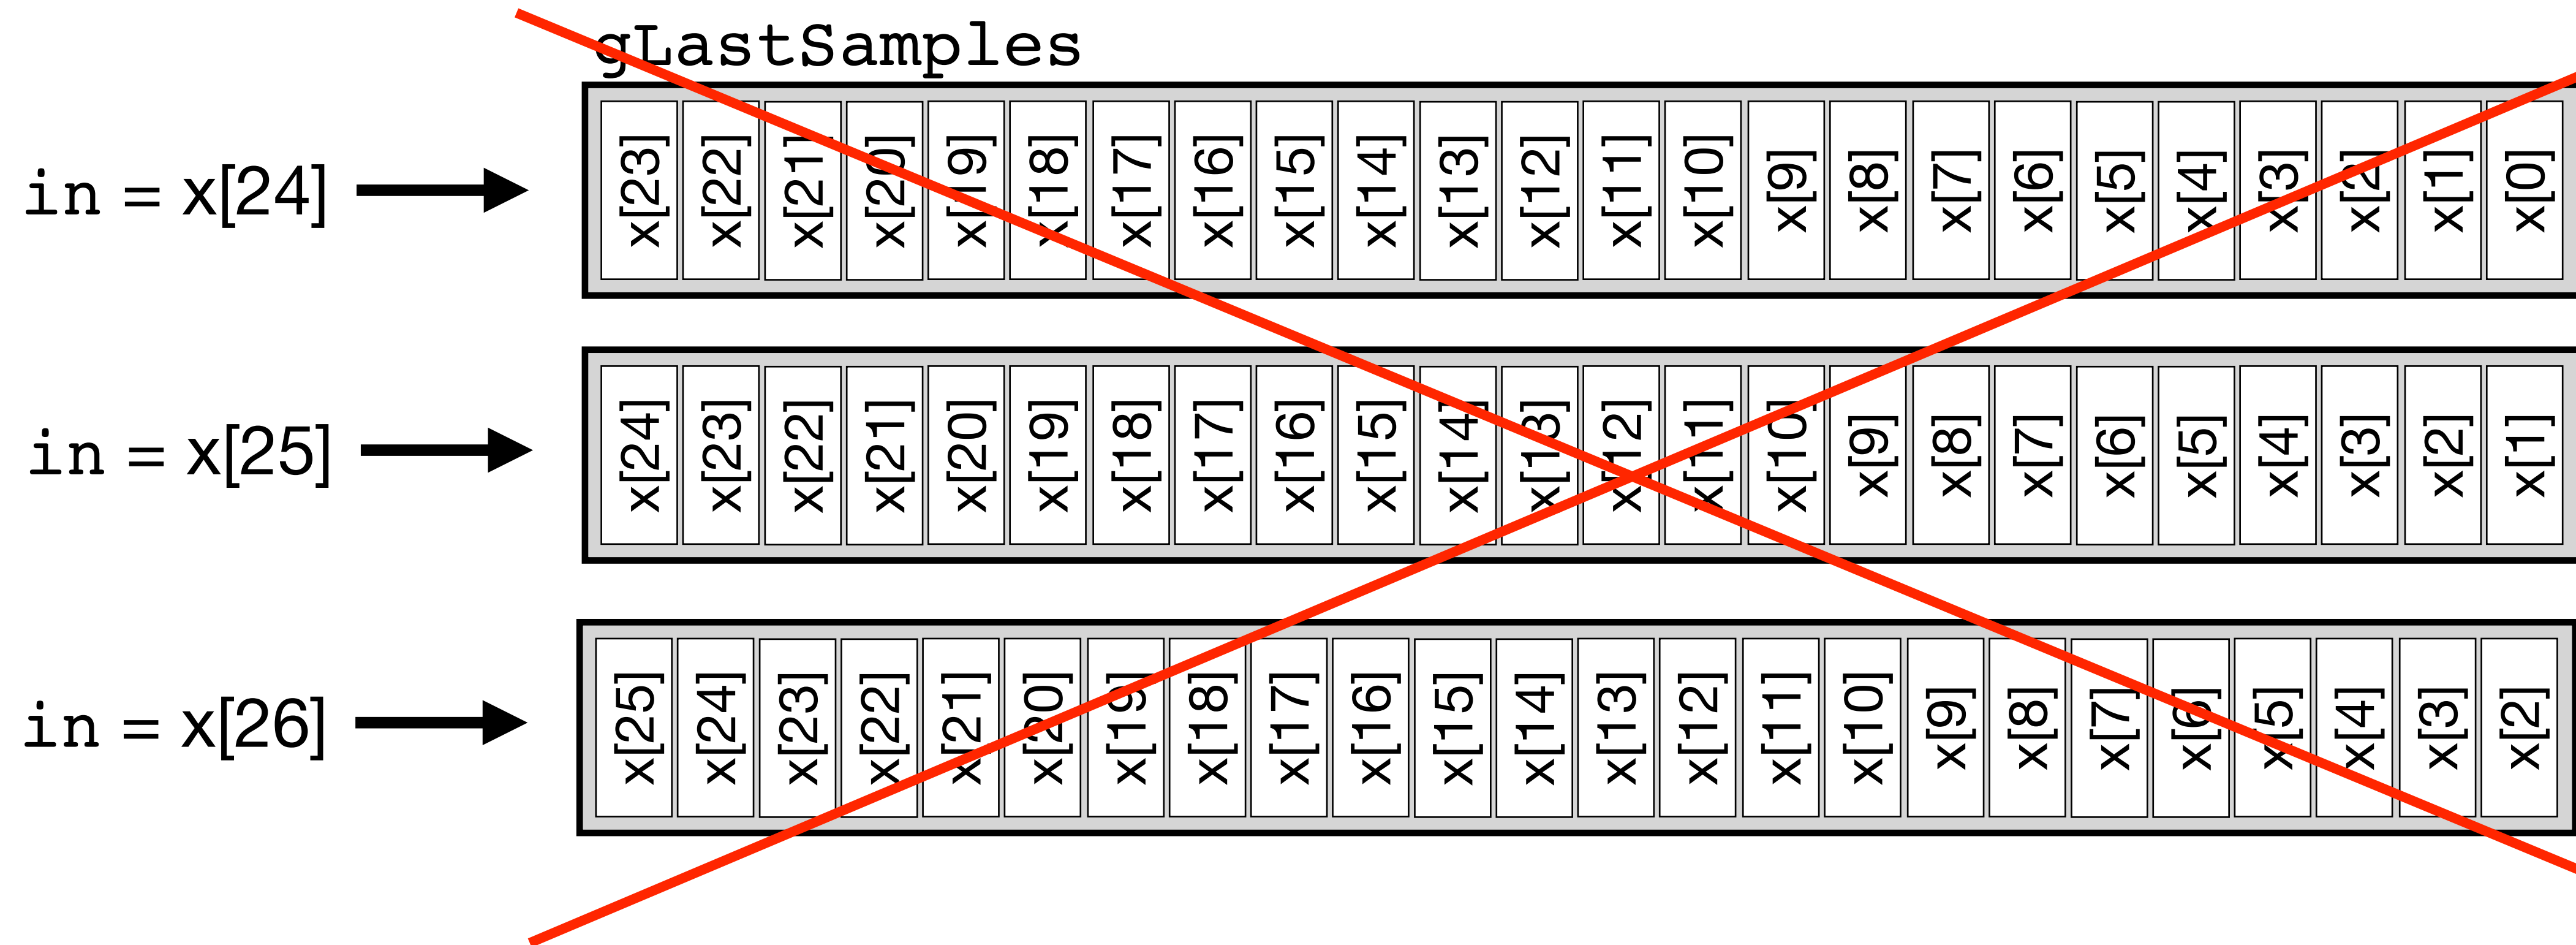 gLastSamples
in = x[24] x[23] x[22] x[21] x[20] x[19] x[18] x[17] x[16] x[15] x[14] x[13] x[12] x[11] x[10] x[9] x[8] x[7] x[6] x[5] x[4] x[3] x[2] x[1] x[0]
in = x[25] x[24] x[23] x[22] x[21] x[20] x[19] x[18] x[17] x[16] x[15] x[14] x[13] x[12] x[11] x[10] x[9] x[8] x[7] x[6] x[5] x[4] x[3] x[2] x[1]
in = x[26] x[25] x[24] x[23] x[22] x[21] x[20] x[19] x[18] x[17] x[16] x[15] x[14] x[13] x[12] x[11] x[10] x[9] x[8] x[7] x[6] x[5] x[4] x[3] x[2]